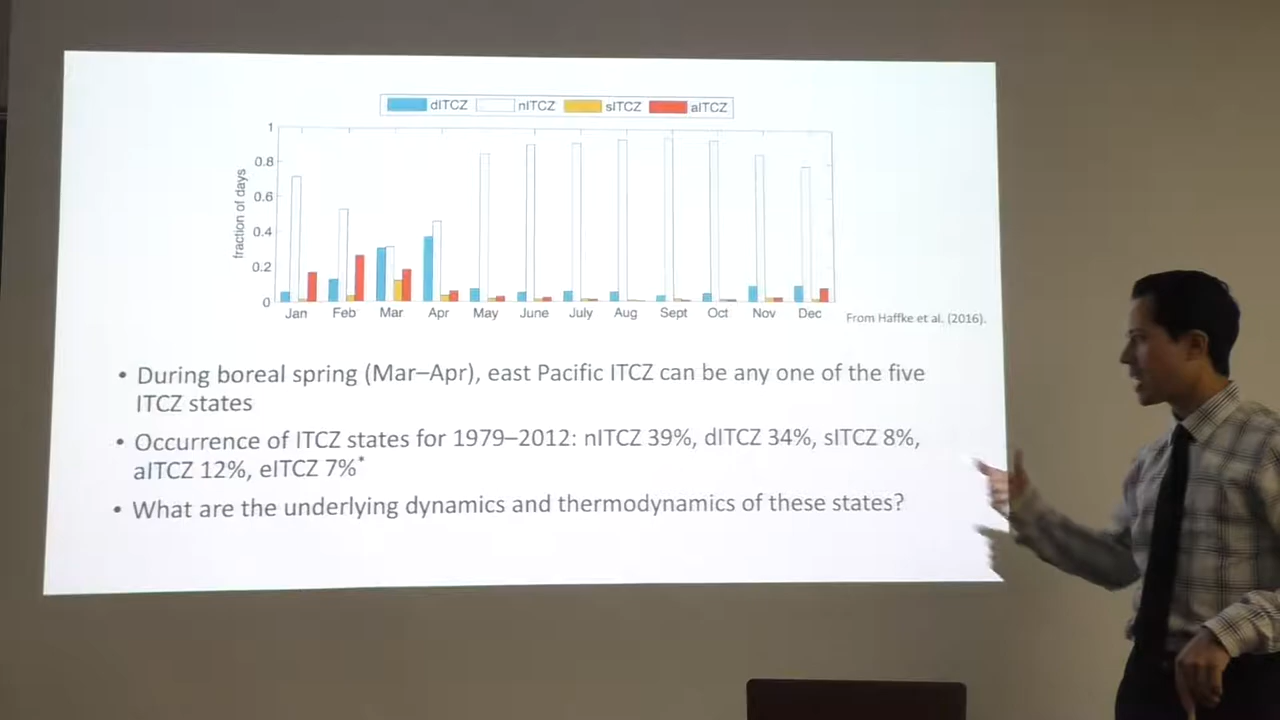 dITCZ nITCZ sITCZ aITCZ
1
0.8
0.6
0.4
0.2
0
fraction of days
Jan Feb Mar Apr May June July Aug Sept Oct Nov Dec
From Haffke et al. (2016).
• During boreal spring (Mar–Apr), east Pacific ITCZ can be any one of the five
ITCZ states
• Occurrence of ITCZ states for 1979–2012: nITCZ 39%, dITCZ 34%, sITCZ 8%,
aITCZ 12%, eITCZ 7%*
• What are the underlying dynamics and thermodynamics of these states?